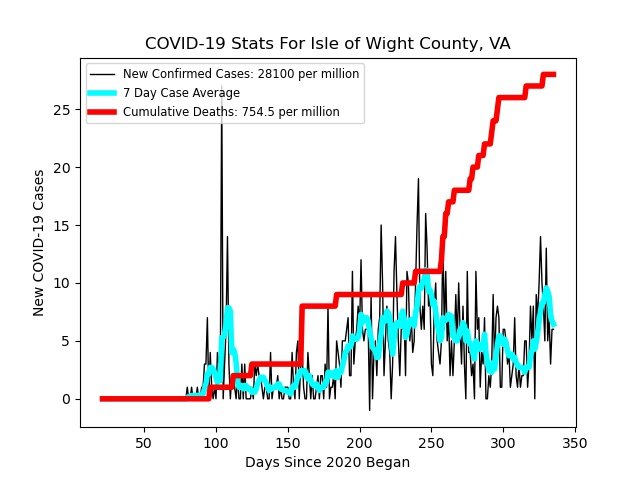 COVID-19 Stats For Isle of Wight County, VA
New Confirmed Cases: 28100 per million
7 Day Case Average
Cumulative Deaths: 754.5 per million
New COVID-19 Cases
25
20
15
10
5
0
50
100
150
200
250
300
350
Days Since 2020 Began